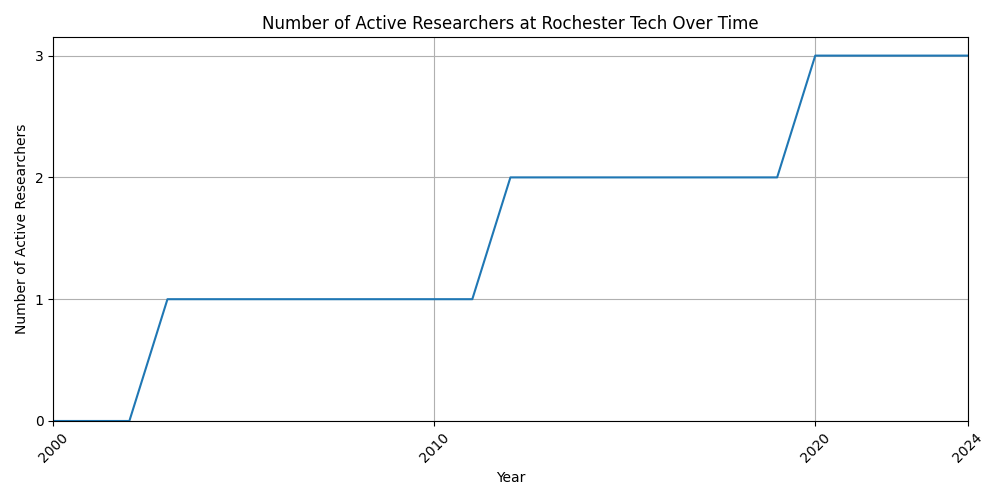 Number of Active Researchers at Rochester Tech Over Time
Number of Active Researchers
3
2
1
0
2000
2010
2020
2024
Year